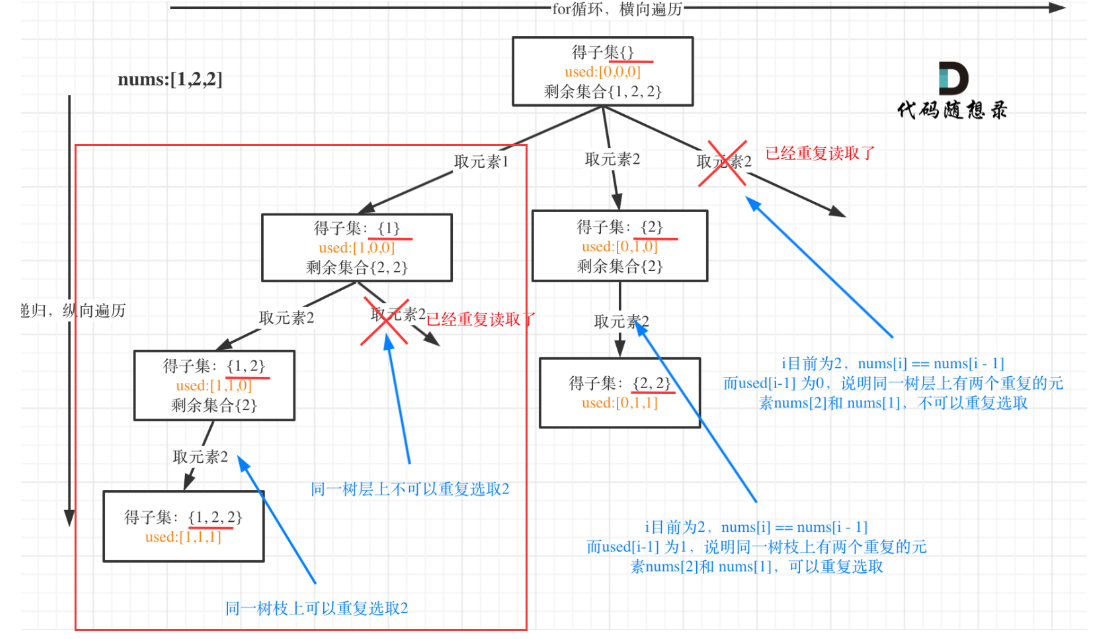 for循环，横向遍历
nums:[1,2,2]
得子集{}
used:[0,0,0]
剩余集合{1, 2, 2}
代码随想录
取元素1
取元素2
取元素2
已经重复读取了
得子集：{1}
used:[1,0,0]
剩余集合{2, 2}
得子集：{2}
used:[0,1,0]
剩余集合{2}
递归，纵向遍历
取元素2
取元素2
已经重复读取了
取元素2
得子集：{1, 2}
used:[1,1,0]
剩余集合{2}
得子集：{2, 2}
used:[0,1,1]
i目前为2，nums[i] == nums[i - 1]
而used[i-1] 为0，说明同一树层上有两个重复的元
素nums[2]和 nums[1]，不可以重复选取
取元素2
同一树层上不可以重复选取2
得子集：{1, 2, 2}
used:[1,1,1]
i目前为2，nums[i] == nums[i - 1]
而used[i-1] 为1，说明同一树枝上有两个重复的元
素nums[2]和 nums[1]，可以重复选取
同一树枝上可以重复选取2